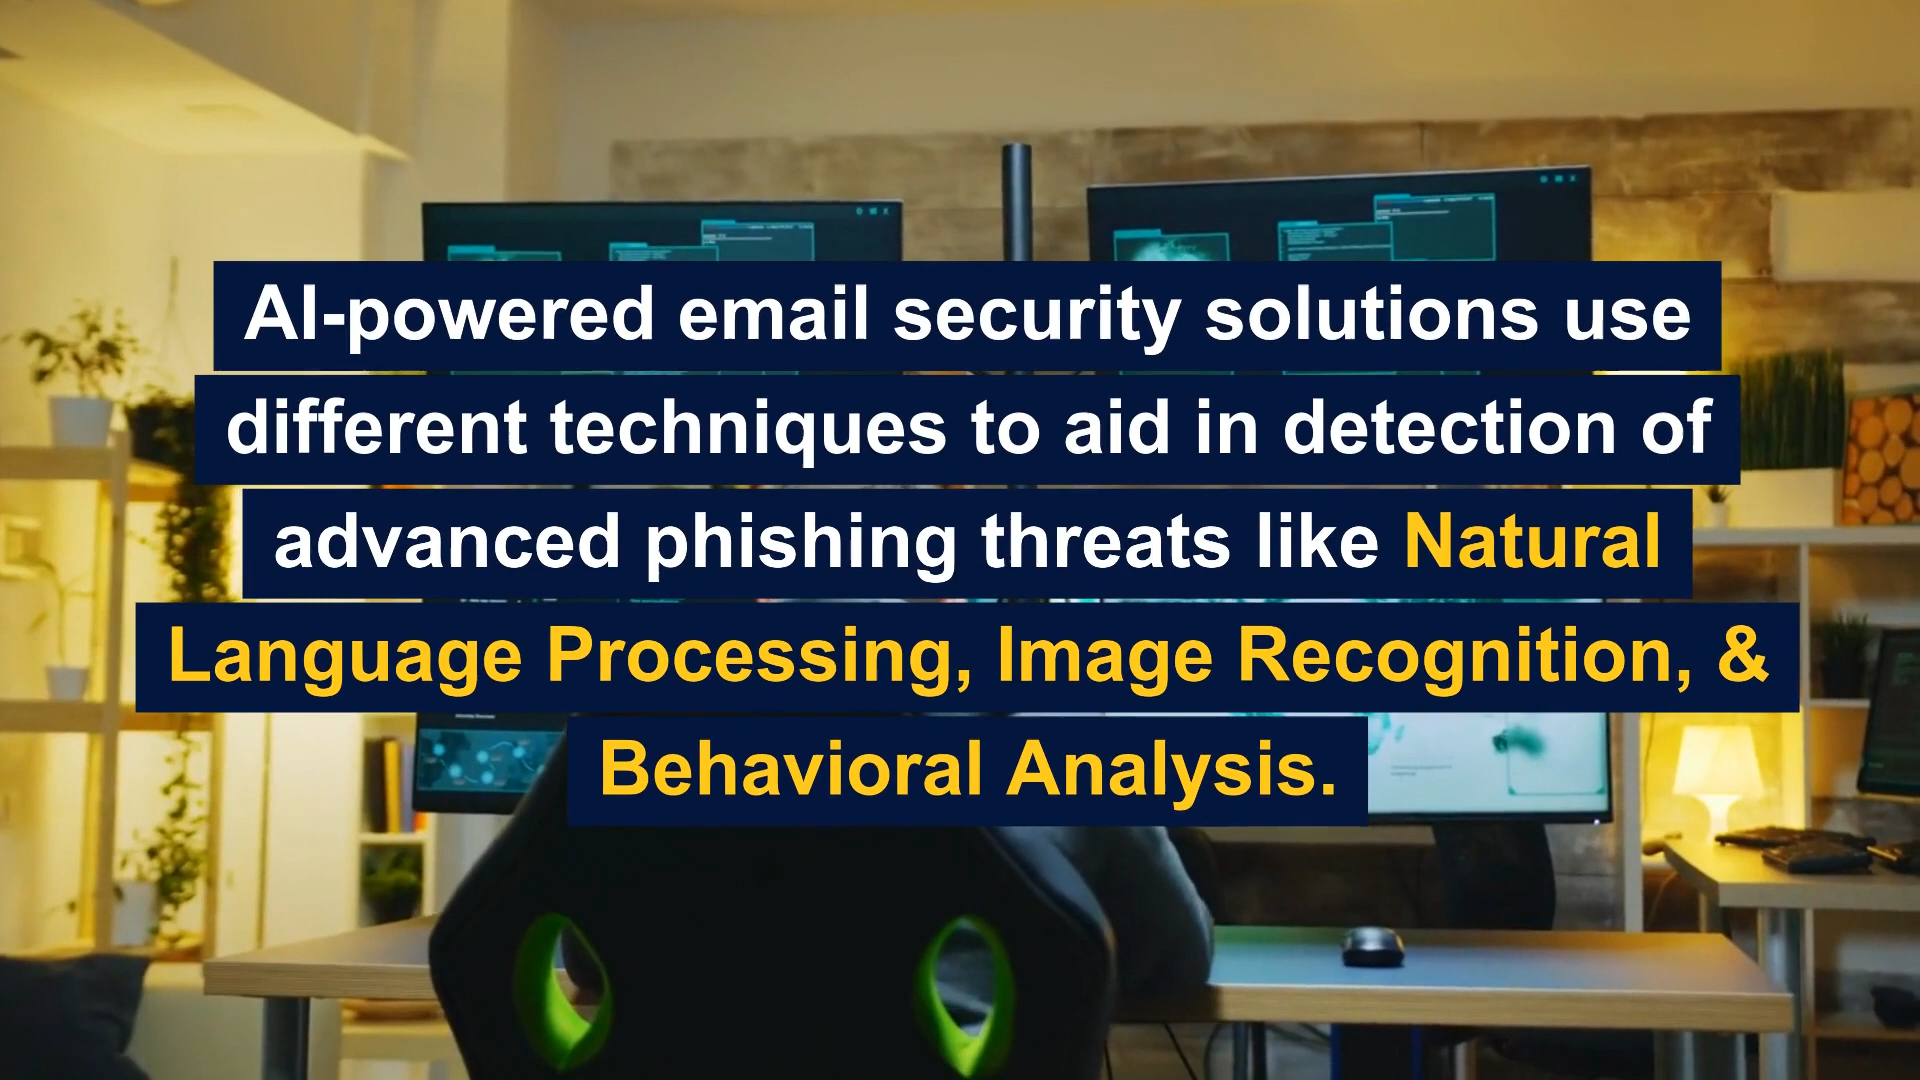 AI-powered email security solutions use
different techniques to aid in detection of
advanced phishing threats like Natural
Language Processing, Image Recognition, &
Behavioral Analysis.